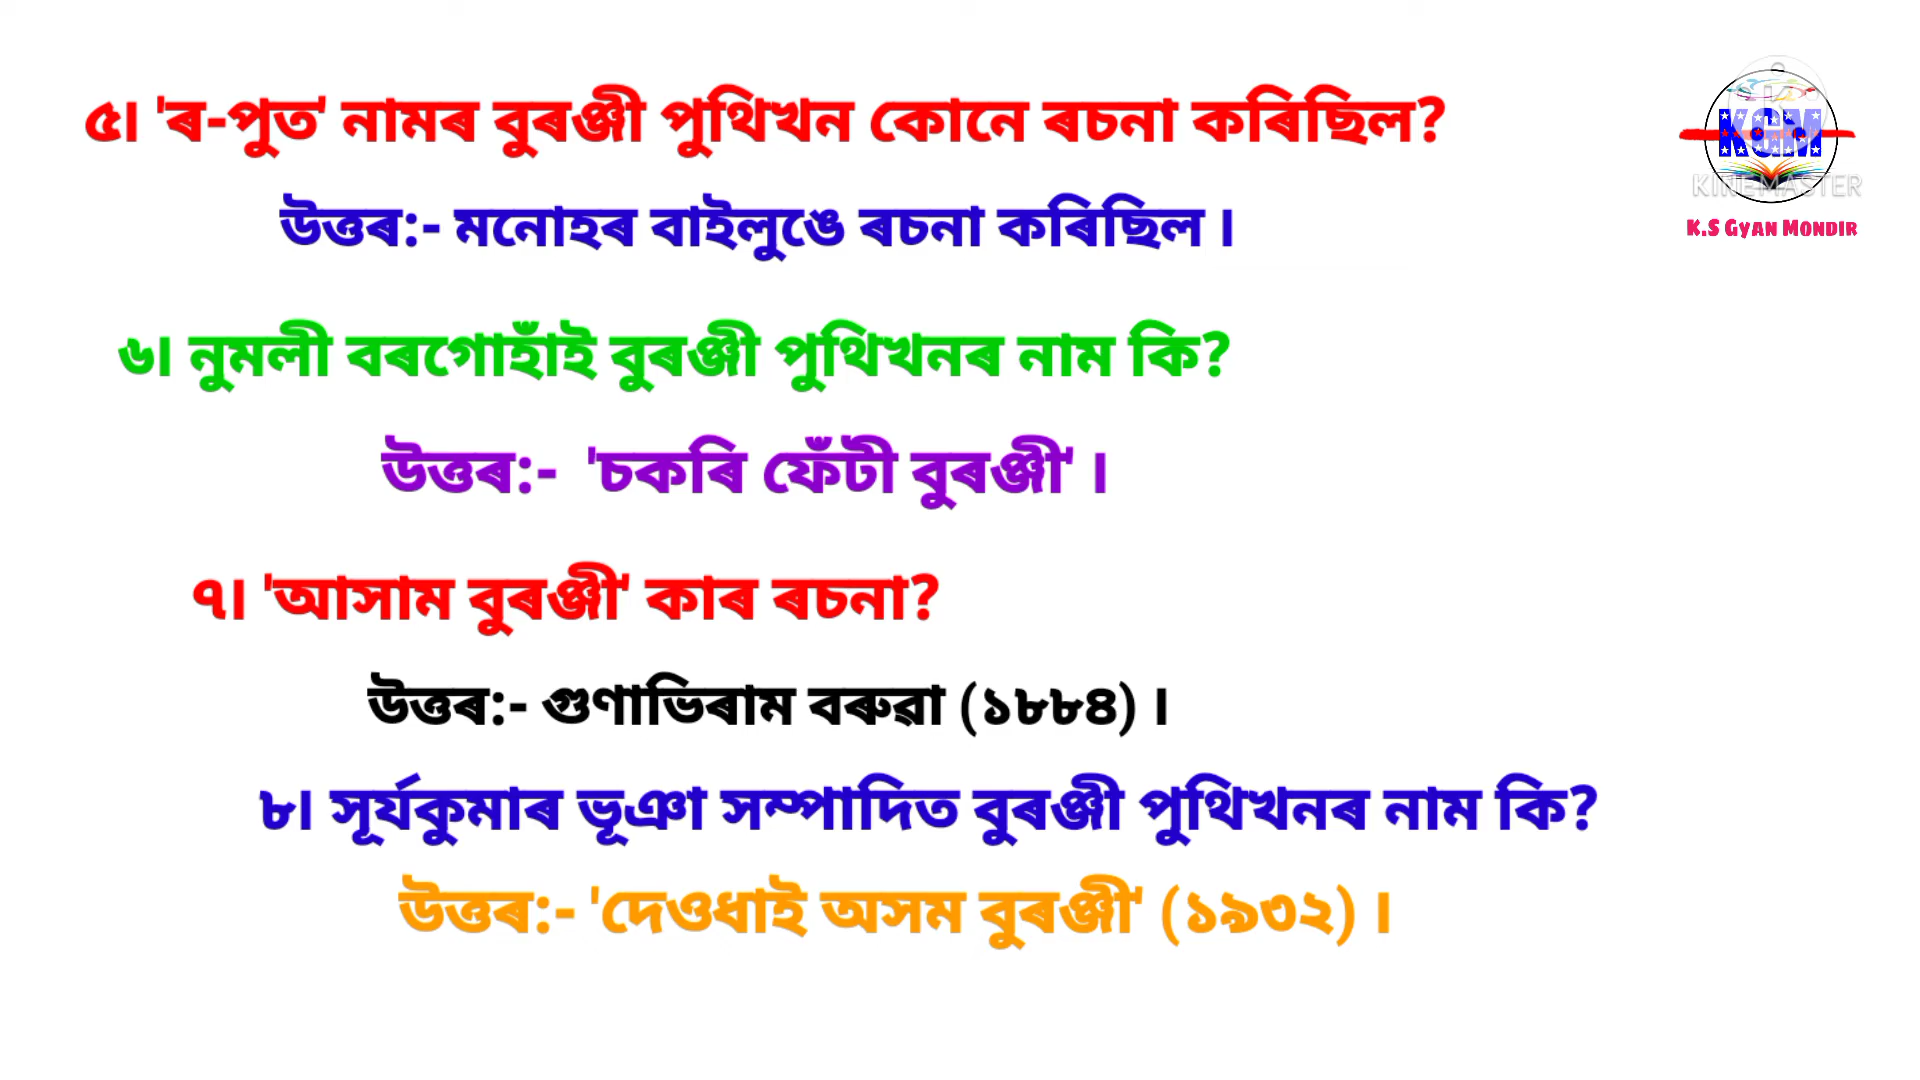 ৫। 'ৰ-পুত' নামৰ বুৰঞ্জী পুথিখন কোনে ৰচনা কৰিছিল?
KGM
KINEMASTER
K.S Gyan Mondir
উত্তৰ:- মনোহৰ বাইলুঙে ৰচনা কৰিছিল ।
৬। নুমলী বৰগোহাঁই বুৰঞ্জী পুথিখনৰ নাম কি?
উত্তৰ:- 'চকৰি ফেঁটী বুৰঞ্জী' ।
৭। 'আসাম বুৰঞ্জী' কাৰ ৰচনা?
উত্তৰ:- গুণাভিৰাম বৰুৱা (১৮৮৪) ।
৮। সূৰ্যকুমাৰ ভূঞা সম্পাদিত বুৰঞ্জী পুথিখনৰ নাম কি?
উত্তৰ:- 'দেওধাই অসম বুৰঞ্জী' (১৯৩২) ।